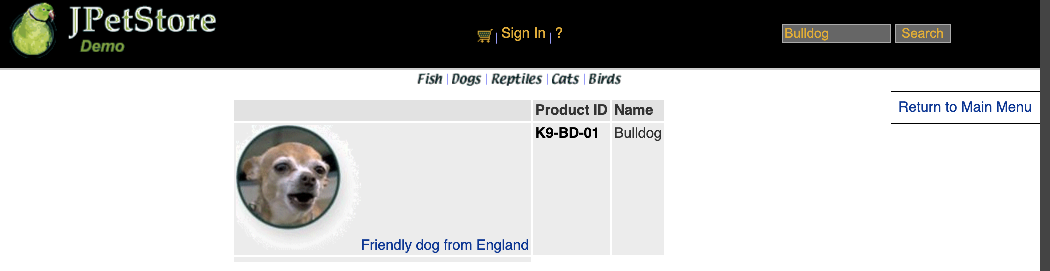 JPetStore
Demo
Sign In ?
Bulldog Search
Fish Dogs Reptiles Cats Birds
Return to Main Menu
Product ID Name
K9-BD-01 Bulldog
Friendly dog from England